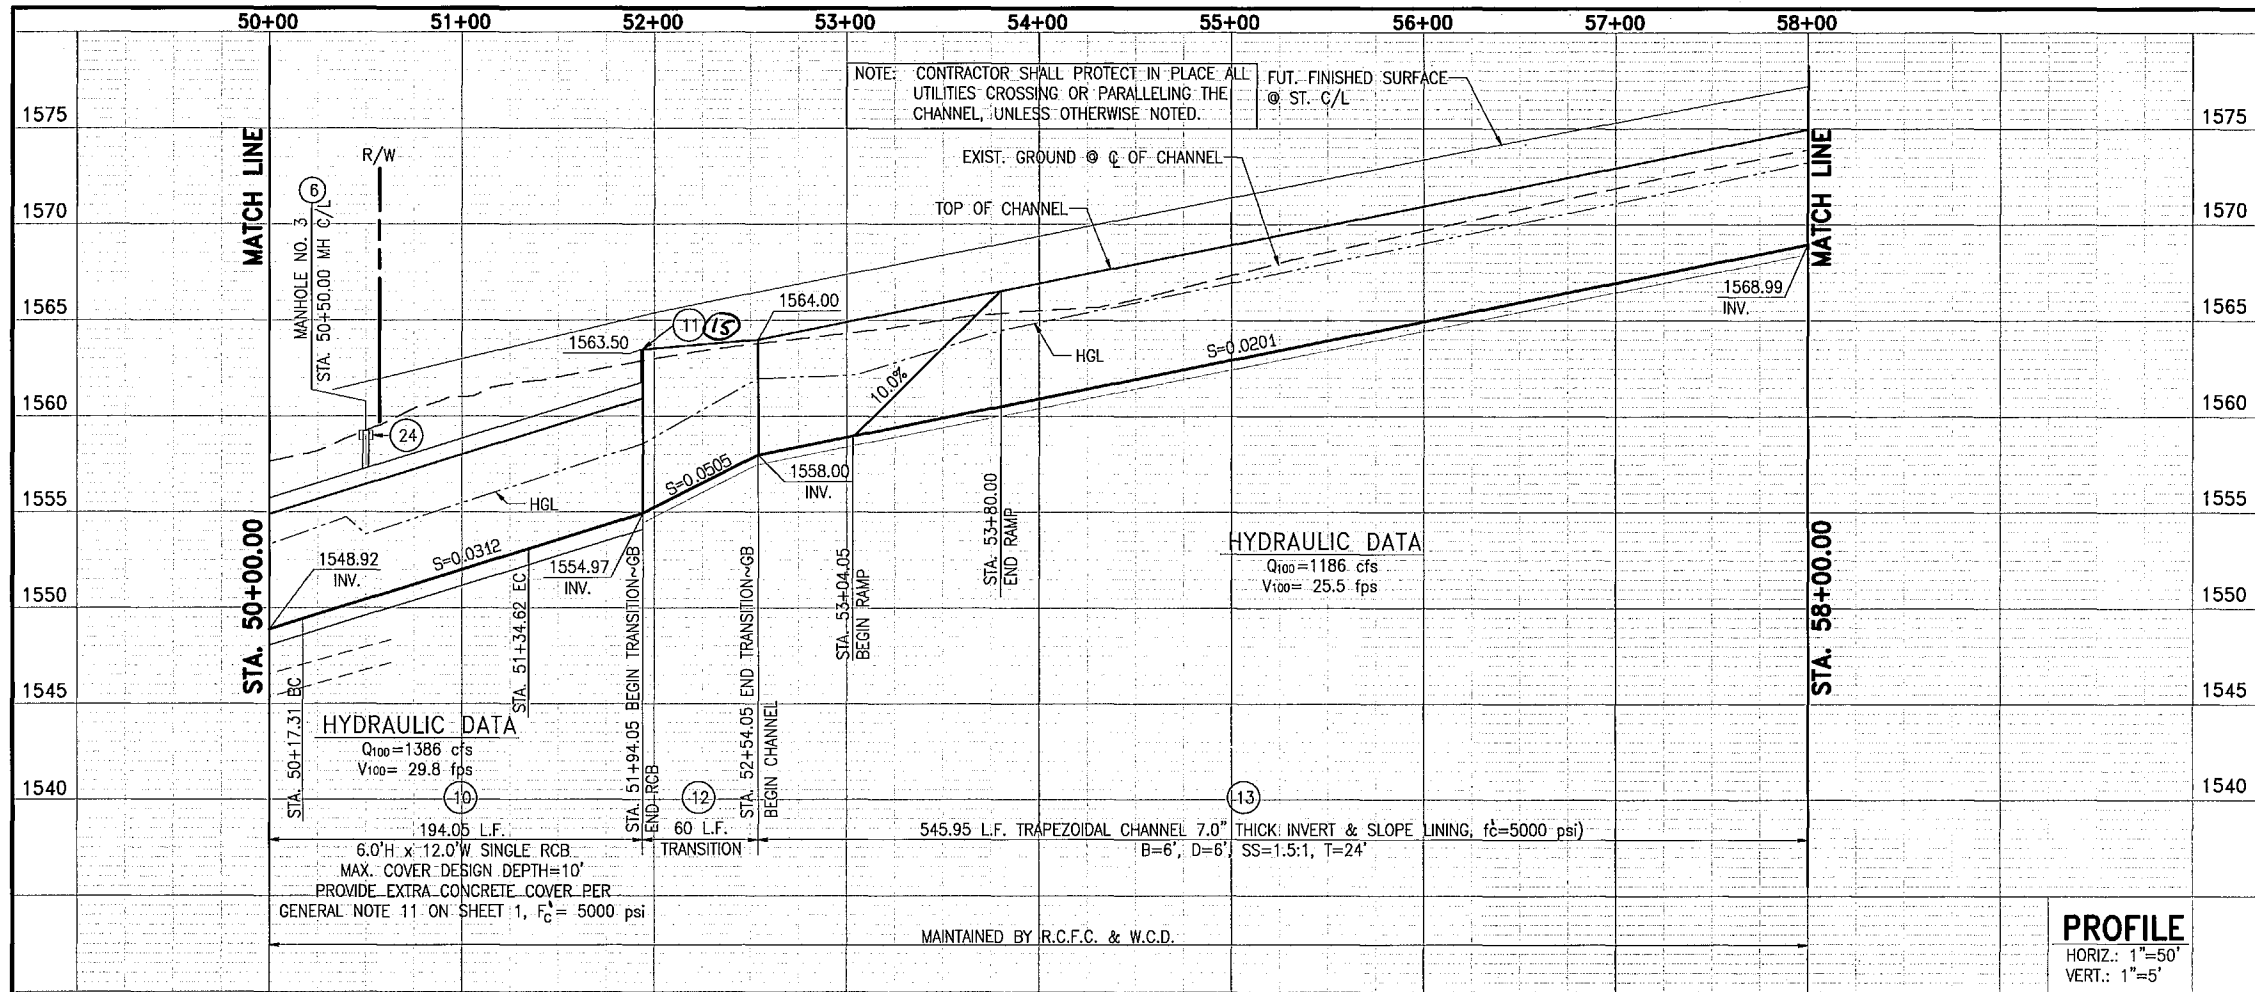 50+00 51+00 52+00 53+00 54+00 55+00 56+00 57+00 58+00
NOTE: CONTRACTOR SHALL PROTECT IN PLACE ALL
UTILITIES CROSSING OR PARALLELING THE
CHANNEL, UNLESS OTHERWISE NOTED.
FUT. FINISHED SURFACE
@ ST. C/L
1575 1575
EXIST. GROUND @ ℄ OF CHANNEL
R/W
MATCH LINE
STA. 50+00.00
6
MANHOLE NO. 3
STA. 50+50.00 MH C/L
TOP OF CHANNEL
1570 1570
MATCH LINE
STA. 58+00.00
1565 1565
1564.00
11 15
1563.50
1568.99
INV.
HGL
S=0.0201
10.0%
1560 1560
24
1558.00
INV.
S=0.0505
1555 1555
HGL
STA. 53+80.00
END RAMP
HYDRAULIC DATA
Q100=1186 cfs
V100= 25.5 fps
1548.92
INV.
S=0.0312
1554.97
INV.
1550 1550
STA. 53+04.05
BEGIN RAMP
STA. 51+34.62 EC
STA. 51+94.05 BEGIN TRANSITION~GB
END RCB
STA. 52+54.05 END TRANSITION~GB
BEGIN CHANNEL
1545 1545
STA. 50+17.31 BC
HYDRAULIC DATA
Q100=1386 cfs
V100= 29.8 fps
1540 1540
10 12 13
194.05 L.F.
6.0'H x 12.0'W SINGLE RCB
MAX. COVER DESIGN DEPTH=10'
PROVIDE EXTRA CONCRETE COVER PER
GENERAL NOTE 11 ON SHEET 1, F'c= 5000 psi
60 L.F.
TRANSITION
545.95 L.F. TRAPEZOIDAL CHANNEL 7.0" THICK INVERT & SLOPE LINING, f'c=5000 psi)
B=6', D=6', SS=1.5:1, T=24'
MAINTAINED BY R.C.F.C. & W.C.D.
PROFILE
HORIZ.: 1"=50'
VERT.: 1"=5'